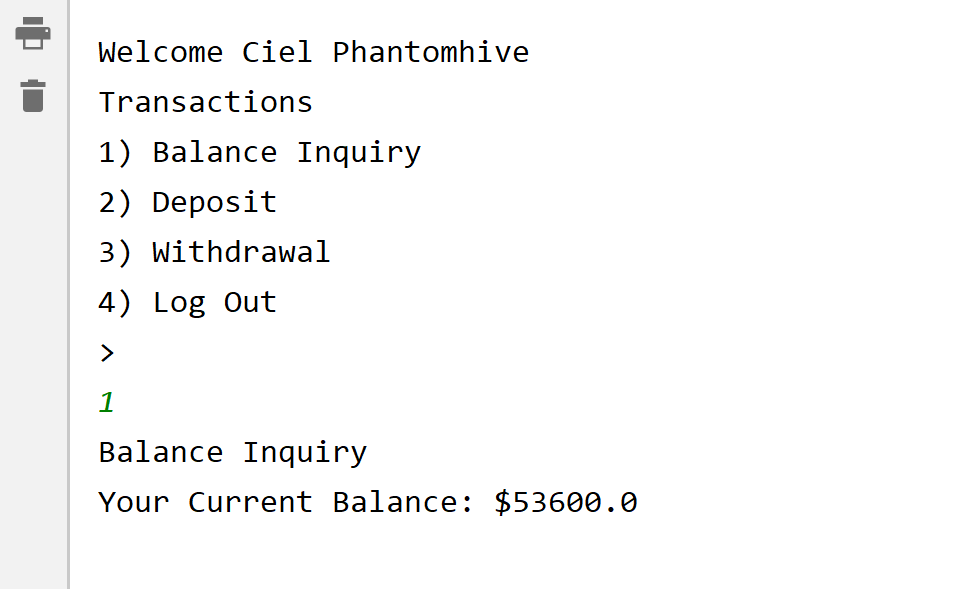 Welcome Ciel Phantomhive
Transactions
1) Balance Inquiry
2) Deposit
3) Withdrawal
4) Log Out
>
1
Balance Inquiry
Your Current Balance: $53600.0